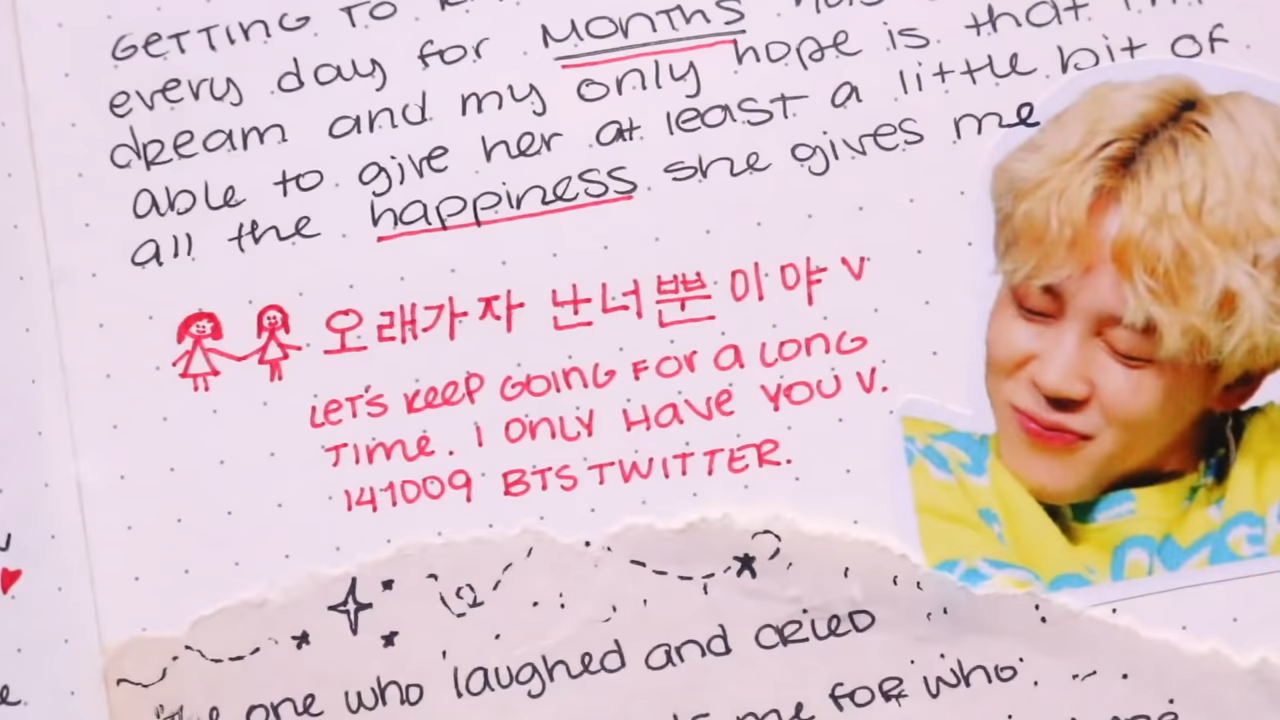 GETTING TO
every day for MONTHS
dream and my only hope is that I'm
able to give her at least a little bit of
all the happiness she gives me
오래가자 난 너뿐이야 v
LET'S KEEP GOING FOR A LONG
TIME. I ONLY HAVE YOU V.
141009 BTS TWITTER.
one who laughed and CRIED
me for who